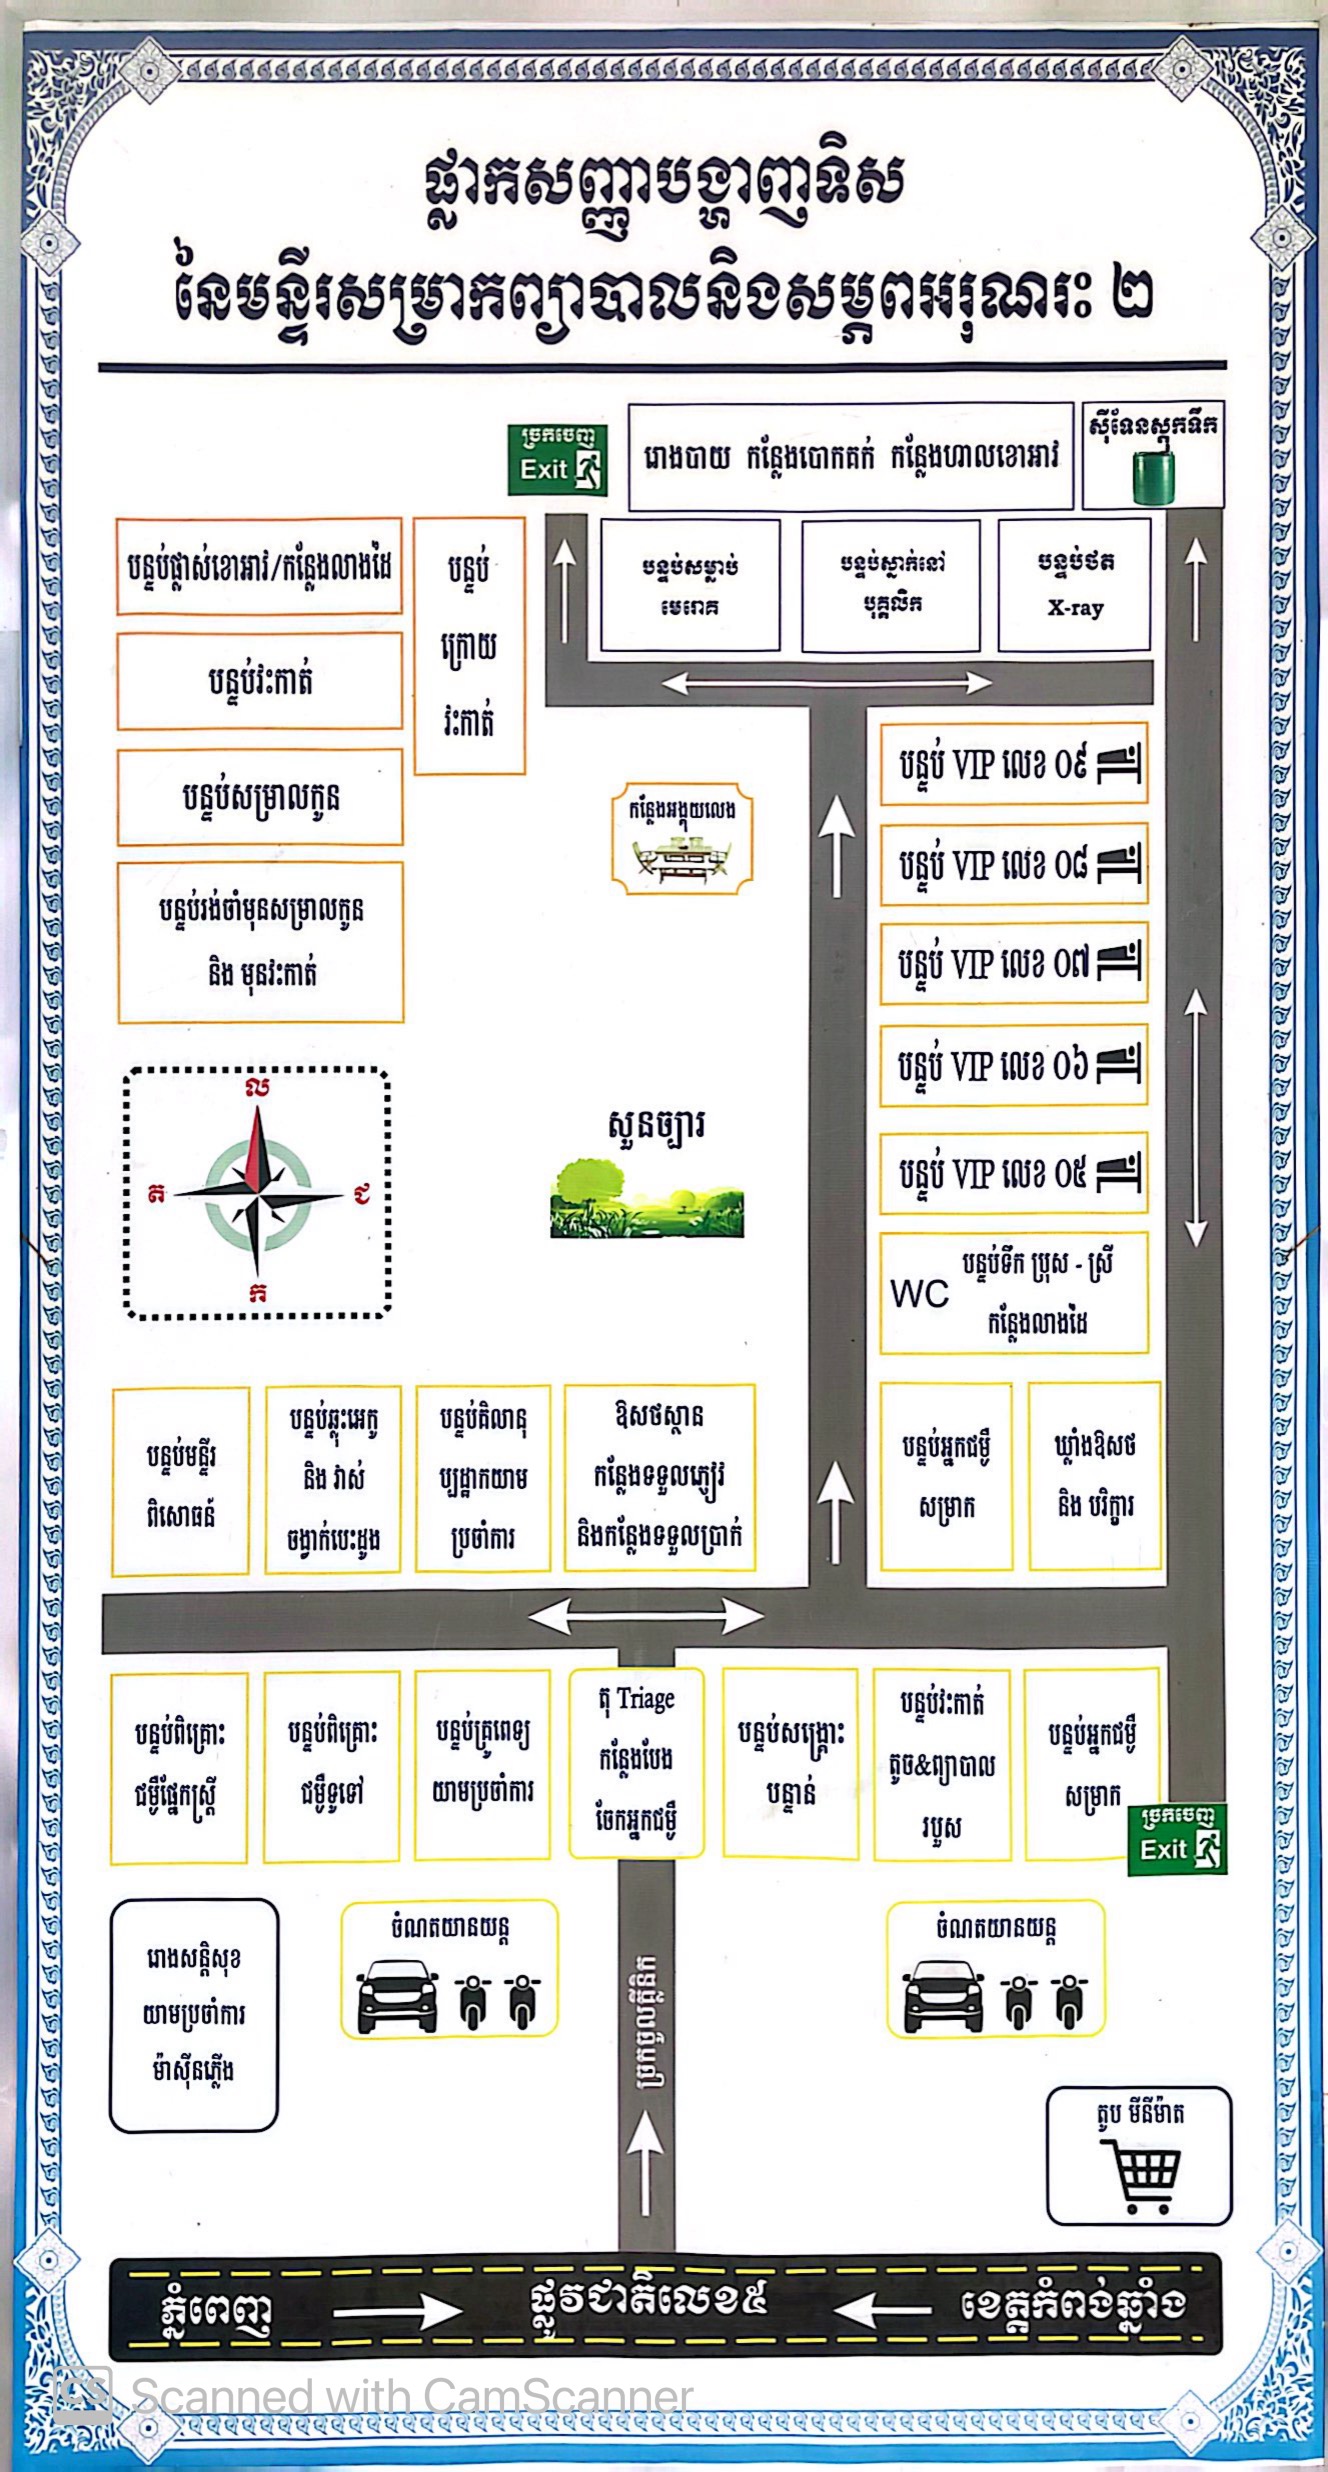 ផ្លាកសញ្ញាបង្ហាញទិស
នៃមន្ទីរសម្រាកព្យាបាលនិងសម្ភពអរុណរះ ២
ច្រកចេញ
Exit
រោងបាយ កន្លែងបោកគក់ កន្លែងហាលខោអាវ
ស៊ីទែនស្តុកទឹក
បន្ទប់ផ្លាស់ខោអាវ/កន្លែងលាងដៃ
បន្ទប់
ក្រោយ
វះកាត់
បន្ទប់សម្លាប់
មេរោគ
បន្ទប់ស្នាក់នៅ
បុគ្គលិក
បន្ទប់ថត
X-ray
បន្ទប់វះកាត់
បន្ទប់សម្រាលកូន
បន្ទប់រង់ចាំមុនសម្រាលកូន
និង មុនវះកាត់
កន្លែងអង្គុយលេង
បន្ទប់ VIP លេខ 0៩
បន្ទប់ VIP លេខ 0៨
បន្ទប់ VIP លេខ 0៧
បន្ទប់ VIP លេខ 0៦
បន្ទប់ VIP លេខ 0៥
ល
ត
ជ
ក
សួនច្បារ
WC
បន្ទប់ទឹក ប្រុស - ស្រី
កន្លែងលាងដៃ
បន្ទប់មន្ទីរ
ពិសោធន៍
បន្ទប់ឆ្លុះអេកូ
និង វាស់
ចង្វាក់បេះដូង
បន្ទប់គិលានុ
ប្បដ្ឋាកយាម
ប្រចាំការ
ឱសថស្ថាន
កន្លែងទទួលភ្ញៀវ
និងកន្លែងទទួលប្រាក់
បន្ទប់អ្នកជម្ងឺ
សម្រាក
ឃ្លាំងឱសថ
និង បរិក្ខារ
បន្ទប់ពិគ្រោះ
ជម្ងឺផ្នែកស្ត្រី
បន្ទប់ពិគ្រោះ
ជម្ងឺទូទៅ
បន្ទប់គ្រូពេទ្យ
យាមប្រចាំការ
តុ Triage
កន្លែងបែង
ចែកអ្នកជម្ងឺ
បន្ទប់សង្គ្រោះ
បន្ទាន់
បន្ទប់វះកាត់
តូច&ព្យាបាល
របួស
បន្ទប់អ្នកជម្ងឺ
សម្រាក
ច្រកចេញ
Exit
រោងសន្តិសុខ
យាមប្រចាំការ
ម៉ាស៊ីនភ្លើង
ចំណតយានយន្ត
ចំណតយានយន្ត
ច្រកចូលគ្លីនិក
តូប មីនីម៉ាត
ភ្នំពេញ
ផ្លូវជាតិលេខ៥
ខេត្តកំពង់ឆ្នាំង
CS Scanned with CamScanner